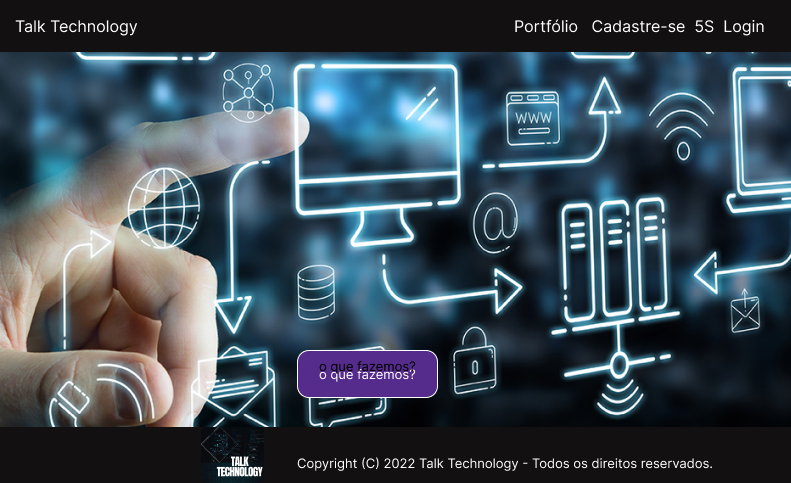 Talk Technology
Portfólio Cadastre-se 5S Login
WWW
@
o que fazemos?
o que fazemos?
TALK
TECHNOLOGY
Copyright (C) 2022 Talk Technology - Todos os direitos reservados.